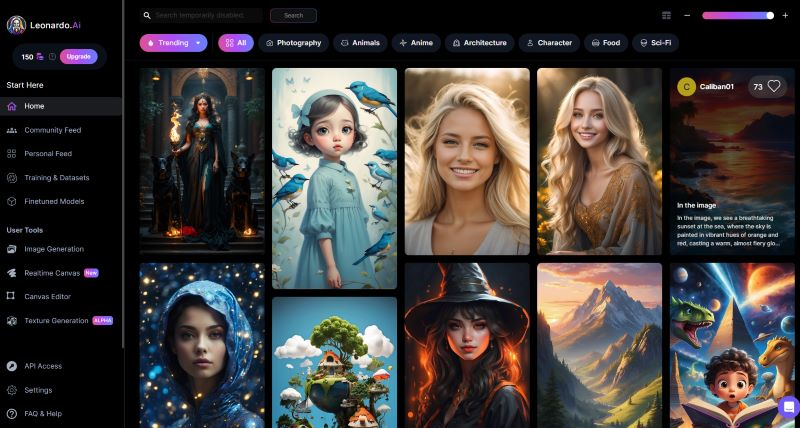 Leonardo.Ai
150
Upgrade
Start Here
Home
Community Feed
Personal Feed
Training & Datasets
Finetuned Models
User Tools
Image Generation
Realtime Canvas New
Canvas Editor
Texture Generation ALPHA
API Access
Settings
FAQ & Help
Search temporarily disabled.
Search
Trending
All
Photography
Animals
Anime
Architecture
Character
Food
Sci-Fi
C
Caliban01
73
In the image
In the image, we see a breathtaking
sunset at the sea, where the sky is
painted in vibrant hues of orange and
red, casting a warm, almost fiery glo...